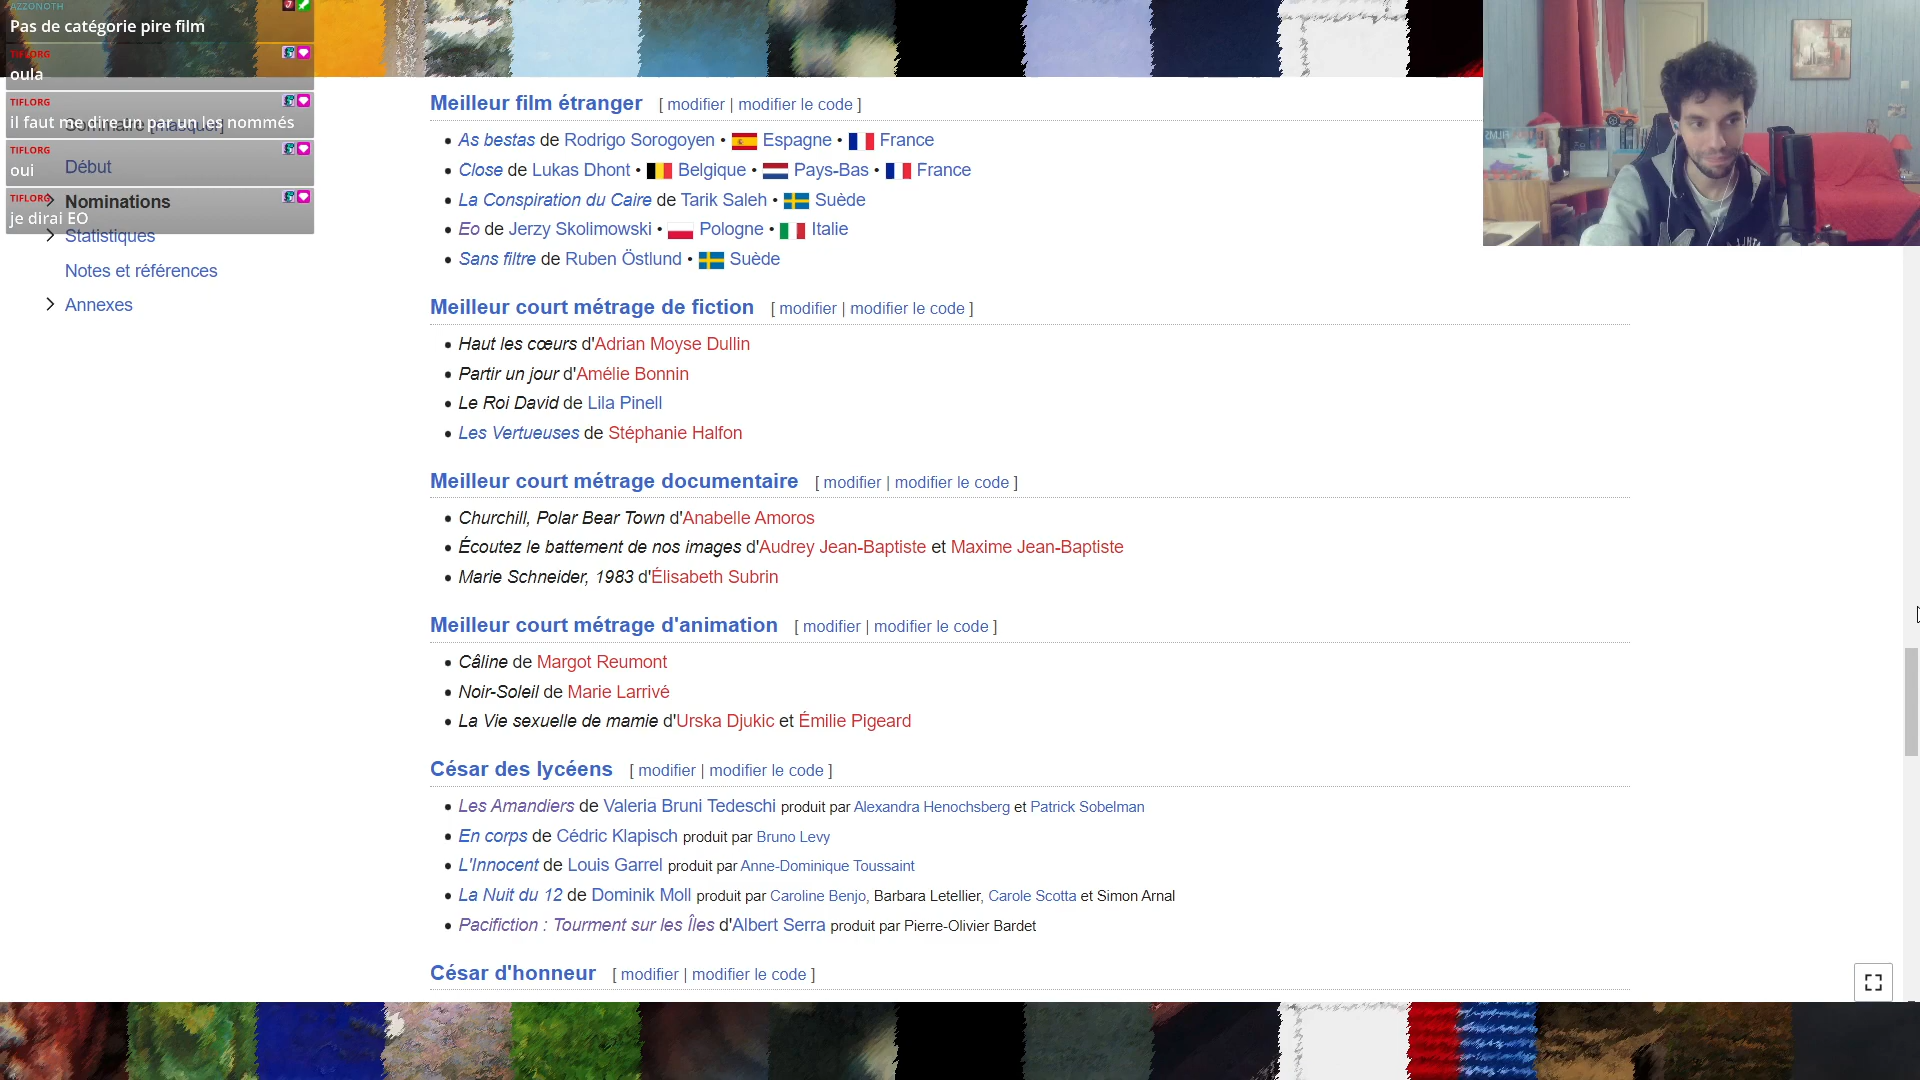 AZZONOTH
Pas de catégorie pire film
TIFLORG
oula
TIFLORG
il faut me dire un par un les nommés
Sommaire [masquer]
TIFLORG
oui
Début
TIFLORG
Nominations
je dirai EO
Statistiques
Notes et références
Annexes
Meilleur film étranger [ modifier | modifier le code ]
As bestas de Rodrigo Sorogoyen • Espagne • France
Close de Lukas Dhont • Belgique • Pays-Bas • France
La Conspiration du Caire de Tarik Saleh • Suède
Eo de Jerzy Skolimowski • Pologne • Italie
Sans filtre de Ruben Östlund • Suède
Meilleur court métrage de fiction [ modifier | modifier le code ]
Haut les cœurs d'Adrian Moyse Dullin
Partir un jour d'Amélie Bonnin
Le Roi David de Lila Pinell
Les Vertueuses de Stéphanie Halfon
Meilleur court métrage documentaire [ modifier | modifier le code ]
Churchill, Polar Bear Town d'Anabelle Amoros
Écoutez le battement de nos images d'Audrey Jean-Baptiste et Maxime Jean-Baptiste
Marie Schneider, 1983 d'Élisabeth Subrin
Meilleur court métrage d'animation [ modifier | modifier le code ]
Câline de Margot Reumont
Noir-Soleil de Marie Larrivé
La Vie sexuelle de mamie d'Urska Djukic et Émilie Pigeard
César des lycéens [ modifier | modifier le code ]
Les Amandiers de Valeria Bruni Tedeschi produit par Alexandra Henochsberg et Patrick Sobelman
En corps de Cédric Klapisch produit par Bruno Levy
L'Innocent de Louis Garrel produit par Anne-Dominique Toussaint
La Nuit du 12 de Dominik Moll produit par Caroline Benjo, Barbara Letellier, Carole Scotta et Simon Arnal
Pacifiction : Tourment sur les Îles d'Albert Serra produit par Pierre-Olivier Bardet
César d'honneur [ modifier | modifier le code ]